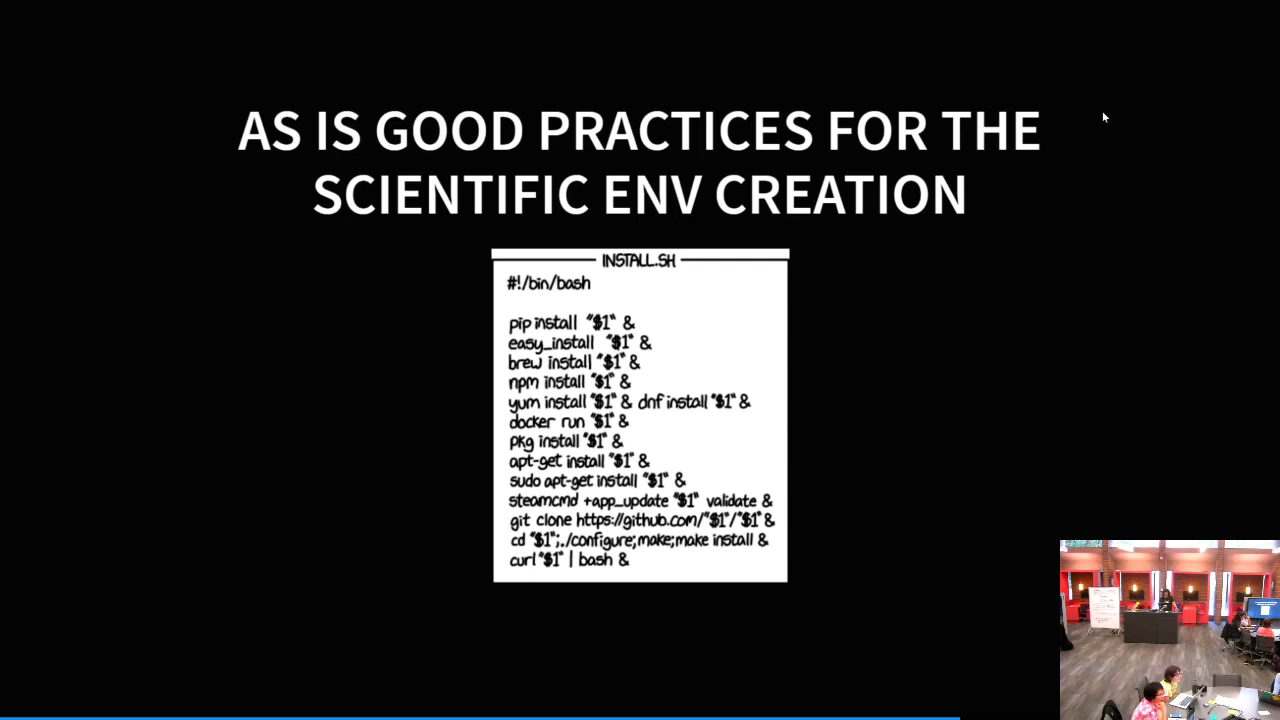 AS IS GOOD PRACTICES FOR THE
SCIENTIFIC ENV CREATION
INSTALL.SH
#!/bin/bash
pip install "$1" &
easy_install "$1" &
brew install "$1" &
npm install "$1" &
yum install "$1" & dnf install "$1" &
docker run "$1" &
pkg install "$1" &
apt-get install "$1" &
sudo apt-get install "$1" &
steamcmd +app_update "$1" validate &
git clone https://github.com/"$1"/"$1" &
cd "$1";./configure;make;make install &
curl "$1" | bash &